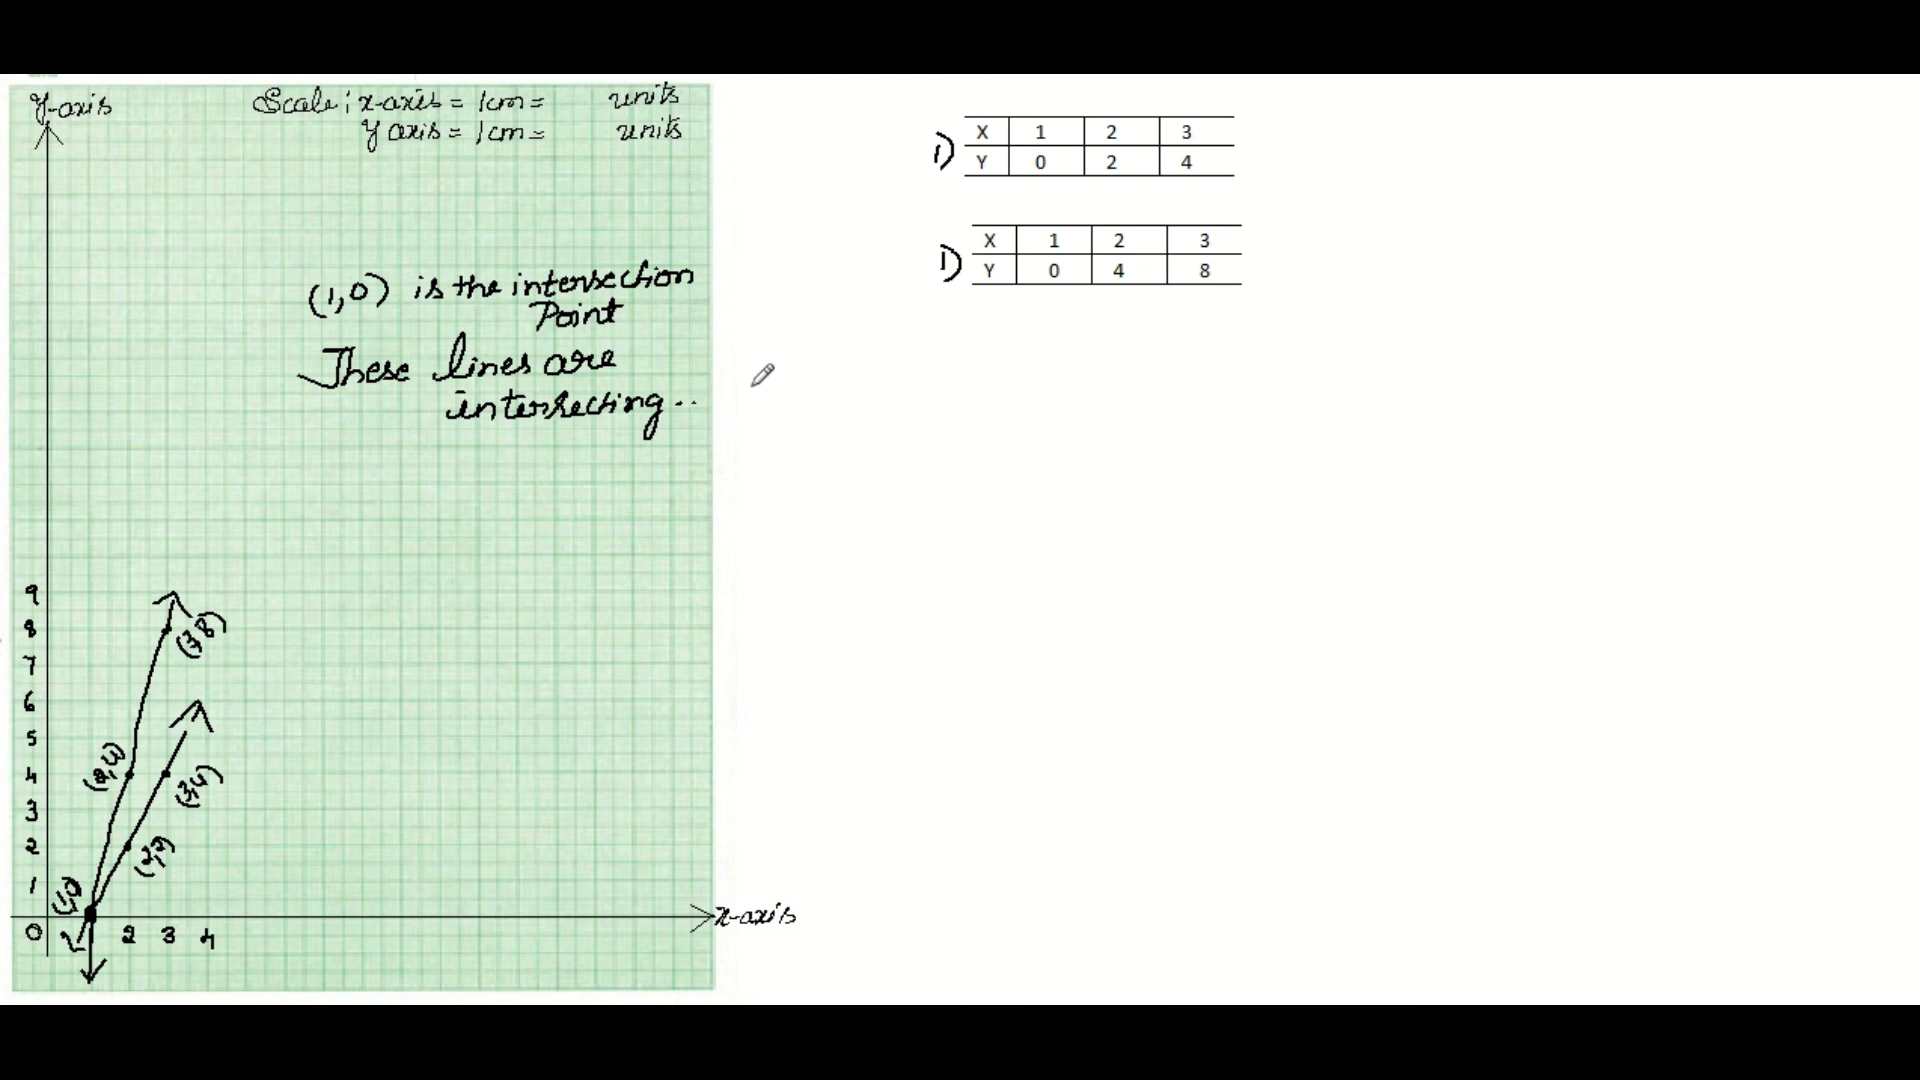 y-axis
Scale: x-axis = 1cm = units
y axis = 1cm = units
(1,0) is the intersection
Point
These lines are
intersecting..
9
8
7
6
5
4
3
2
1
0 2 3 4
(3,8)
(2,4)
(3,4)
(2,2)
(1,0)
x-axis
1)
X 1 2 3
Y 0 2 4
1)
X 1 2 3
Y 0 4 8